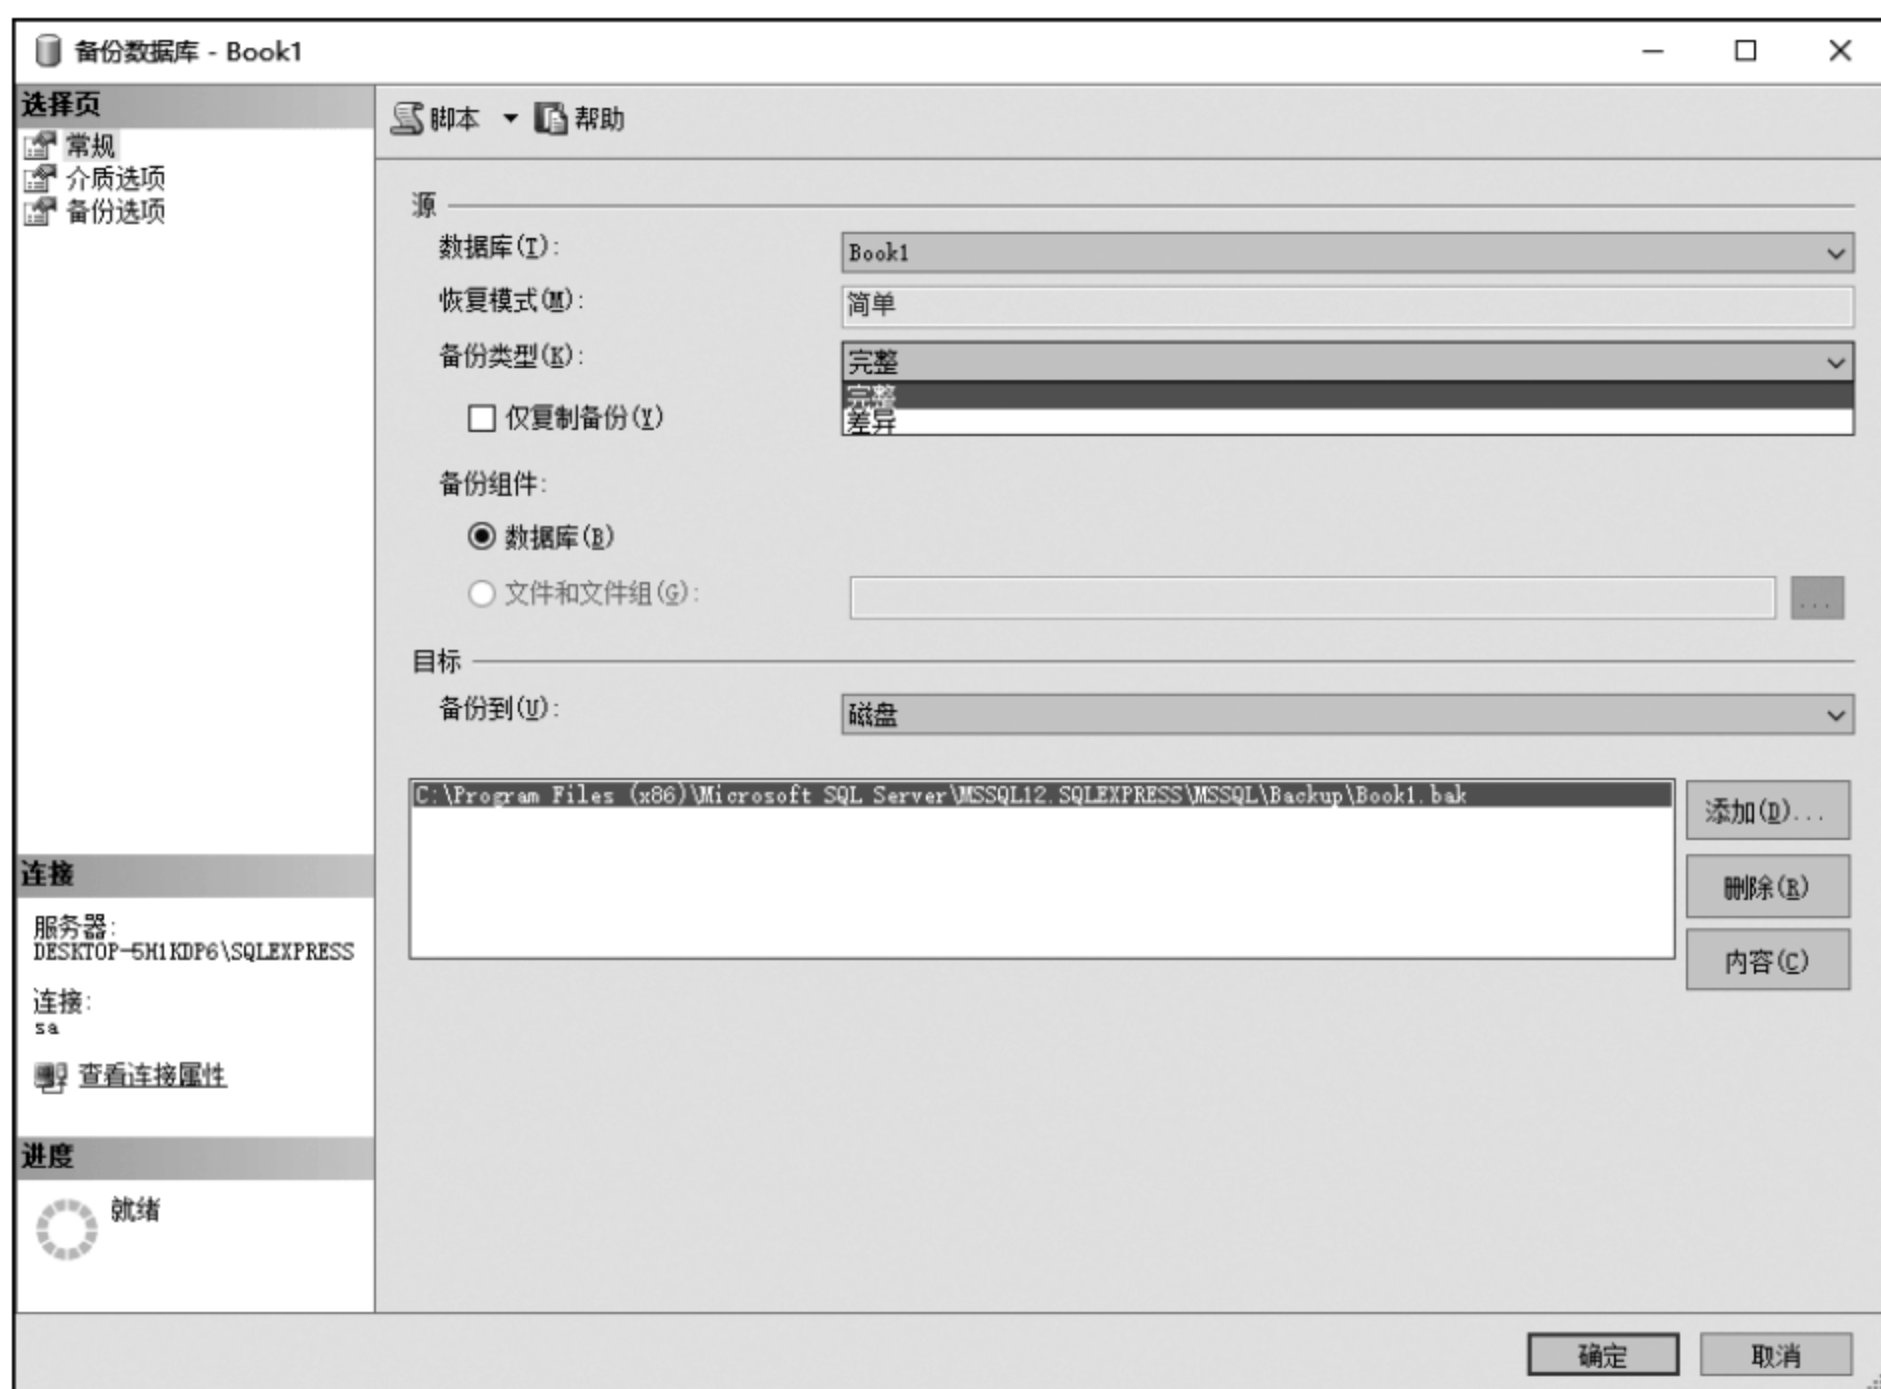 备份数据库 - Book1
选择页
常规
介质选项
备份选项
脚本
帮助
源
数据库(T):
Book1
恢复模式(M):
简单
备份类型(K):
完整
完整
差异
仅复制备份(Y)
备份组件:
数据库(B)
文件和文件组(G):
...
目标
备份到(U):
磁盘
C:\Program Files (x86)\Microsoft SQL Server\MSSQL12.SQLEXPRESS\MSSQL\Backup\Book1.bak
添加(D)...
删除(R)
内容(C)
连接
服务器:
DESKTOP-5H1KDP6\SQLEXPRESS
连接:
sa
查看连接属性
进度
就绪
确定
取消